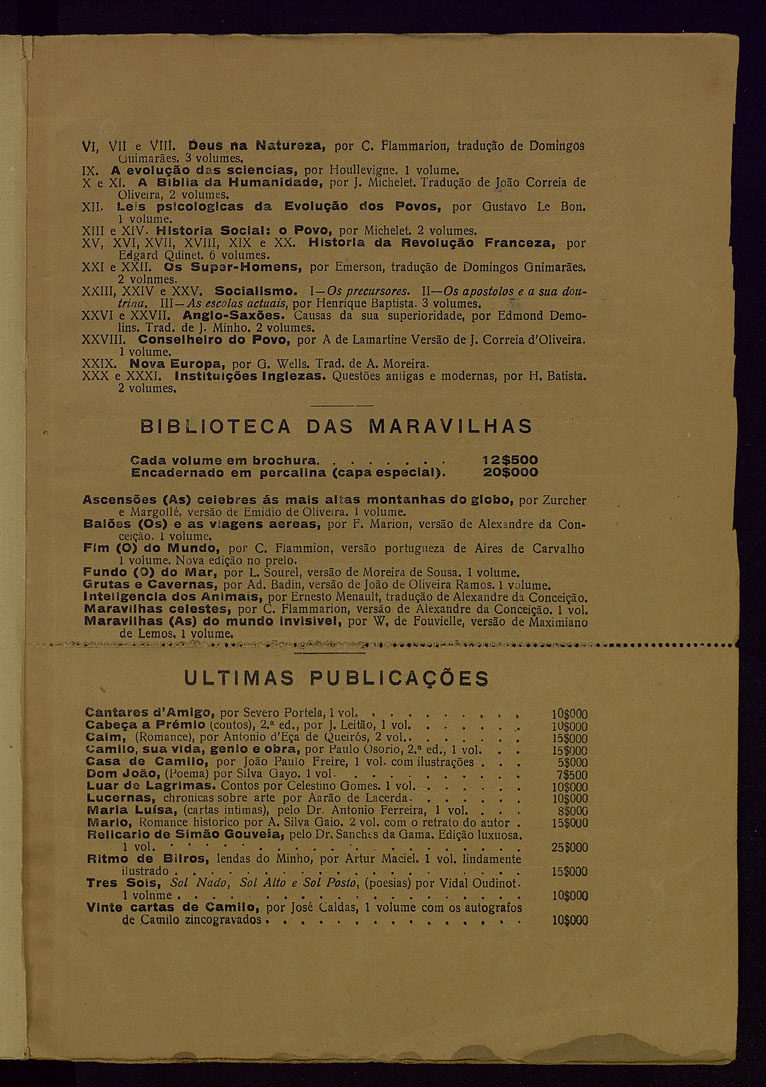 VI, VII e VIII. Deus na Natureza, por C. Flammarion, tradução de Domingos
Guimarães. 3 volumes.
IX. A evolução das sciencias, por Houllevigne. 1 volume.
X e XI. A Biblia da Humanidade, por J. Michelet. Tradução de João Correia de
Oliveira, 2 volumes.
XII. Leis psicologicas da Evolução dos Povos, por Gustavo Le Bon.
1 volume.
XIII e XIV. Historia Social: o Povo, por Michelet. 2 volumes.
XV, XVI, XVII, XVIII, XIX e XX. Historia da Revolução Franceza, por
Edgard Quinet. 6 volumes.
XXI e XXII. Os Super-Homens, por Emerson, tradução de Domingos Gnimarães.
2 volnmes.
XXIII, XXIV e XXV. Socialismo. I—Os precursores. II—Os apostolos e a sua dou-
trina. III—As escolas actuais, por Henrique Baptista. 3 volumes.
XXVI e XXVII. Anglo-Saxões. Causas da sua superioridade, por Edmond Demo-
lins. Trad. de J. Minho. 2 volumes.
XXVIII. Conselheiro do Povo, por A de Lamartine Versão de J. Correia d'Oliveira.
1 volume.
XXIX. Nova Europa, por G. Wells. Trad. de A. Moreira.
XXX e XXXI. Instituições Inglezas. Questões antigas e modernas, por H. Batista.
2 volumes.
BIBLIOTECA DAS MARAVILHAS
Cada volume em brochura. . . . . . . . 12$500
Encadernado em percalina (capa especial). 20$000
Ascensões (As) celebres ás mais altas montanhas do globo, por Zurcher
e Margollé, versão de Emidio de Oliveira. 1 volume.
Balões (Os) e as viagens aereas, por F. Marion, versão de Alexandre da Con-
ceição. 1 volume.
Fim (O) do Mundo, por C. Flammion, versão portugueza de Aires de Carvalho
1 volume. Nova edição no prelo.
Fundo (O) do Mar, por L. Sourel, versão de Moreira de Sousa. 1 volume.
Grutas e Cavernas, por Ad. Badin, versão de João de Oliveira Ramos. 1 volume.
Inteligencia dos Animais, por Ernesto Menault, tradução de Alexandre da Conceição.
Maravilhas celestes, por C. Flammarion, versão de Alexandre da Conceição. 1 vol.
Maravilhas (As) do mundo invisivel, por W. de Fouvielle, versão de Maximiano
de Lemos. 1 volume.
ULTIMAS PUBLICAÇÕES
Cantares d'Amigo, por Severo Portela, 1 vol. . . . . . . . . . 10$000
Cabeça a Prémio (contos), 2.ª ed., por J. Leitão, 1 vol. . . . . . . 10$000
Caim, (Romance), por Antonio d'Eça de Queirós, 2 vol. . . . . . . 15$000
Camilo, sua vida, genio e obra, por Paulo Osorio, 2.ª ed., 1 vol. . . 15$000
Casa de Camilo, por João Paulo Freire, 1 vol. com ilustrações . . . 5$000
Dom João, (Poema) por Silva Gayo. 1 vol. . . . . . . . . . . 7$500
Luar de Lagrimas. Contos por Celestino Gomes. 1 vol. . . . . . . 10$000
Lucernas, chronicas sobre arte por Aarão de Lacerda. . . . . . . 10$000
Maria Luísa, (cartas intimas), pelo Dr. Antonio Ferreira, 1 vol. . . . 8$000
Mario, Romance historico por A. Silva Gaio. 2 vol. com o retrato do autor . 15$000
Relicario de Simão Gouveia, pelo Dr. Sanches da Gama. Edição luxuosa.
1 vol. . . . . . . . . . . . . . . . . . . 25$000
Ritmo de Bilros, lendas do Minho, por Artur Maciel. 1 vol. lindamente
ilustrado . . . . . . . . . . . . . . . . . . 15$000
Tres Sois, Sol Nado, Sol Alto e Sol Posto, (poesias) por Vidal Oudinot.
1 volnme . . . . . . . . . . . . . . . . . . 10$000
Vinte cartas de Camilo, por José Caldas, 1 volume com os autografos
de Camilo zincogravados . . . . . . . . . . . . . 10$000